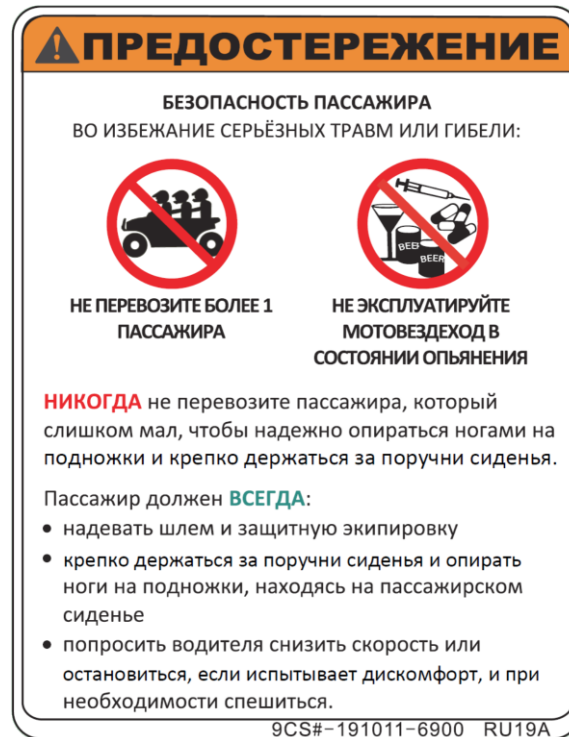 ПРЕДОСТЕРЕЖЕНИЕ
БЕЗОПАСНОСТЬ ПАССАЖИРА
ВО ИЗБЕЖАНИЕ СЕРЬЁЗНЫХ ТРАВМ ИЛИ ГИБЕЛИ:
BEER
BEER
НЕ ПЕРЕВОЗИТЕ БОЛЕЕ 1
ПАССАЖИРА
НЕ ЭКСПЛУАТИРУЙТЕ
МОТОВЕЗДЕХОД В
СОСТОЯНИИ ОПЬЯНЕНИЯ
НИКОГДА не перевозите пассажира, который
слишком мал, чтобы надежно опираться ногами на
подножки и крепко держаться за поручни сиденья.
Пассажир должен ВСЕГДА:
• надевать шлем и защитную экипировку
• крепко держаться за поручни сиденья и опирать
ноги на подножки, находясь на пассажирском
сиденье
• попросить водителя снизить скорость или
остановиться, если испытывает дискомфорт, и при
необходимости спешиться.
9CS#-191011-6900 RU19A